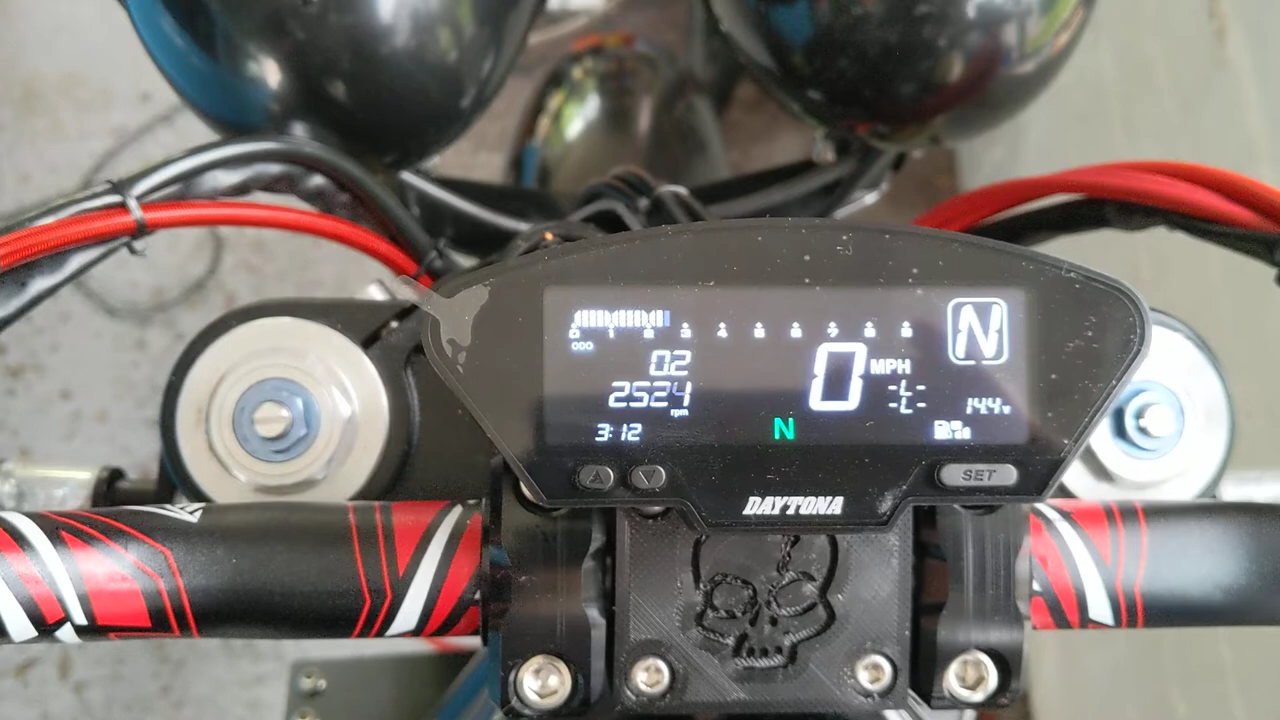 0 1 2 3 4 5 6 7 8 9
ODO
0.2
2524
rpm
3:12
N
0 MPH
-L-
-L-
N
14.4v
SET
DAYTONA